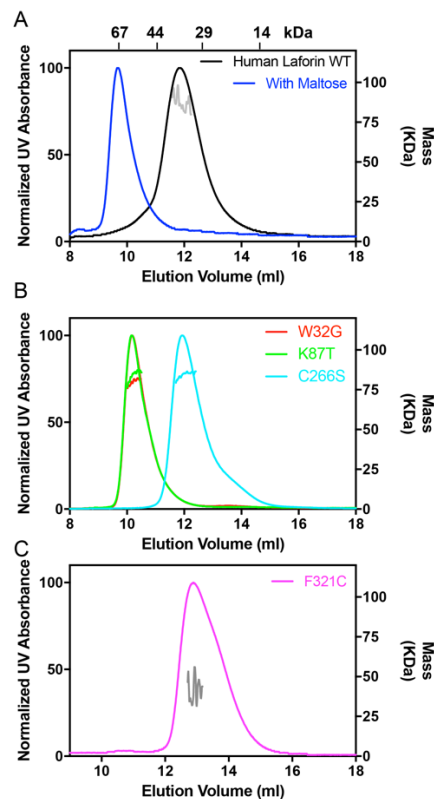 A
67 44 29 14 kDa
Human Laforin WT
With Maltose
Normalized UV Absorbance
100
50
0
100
75
50
25
0
Mass
(KDa)
8 10 12 14 16 18
Elution Volume (ml)
B
W32G
K87T
C266S
Normalized UV Absorbance
100
50
0
100
75
50
25
0
Mass
(KDa)
8 10 12 14 16 18
Elution Volume (ml)
C
F321C
Normalized UV Absorbance
100
50
0
100
75
50
25
0
Mass
(KDa)
10 12 14 16 18
Elution Volume (ml)